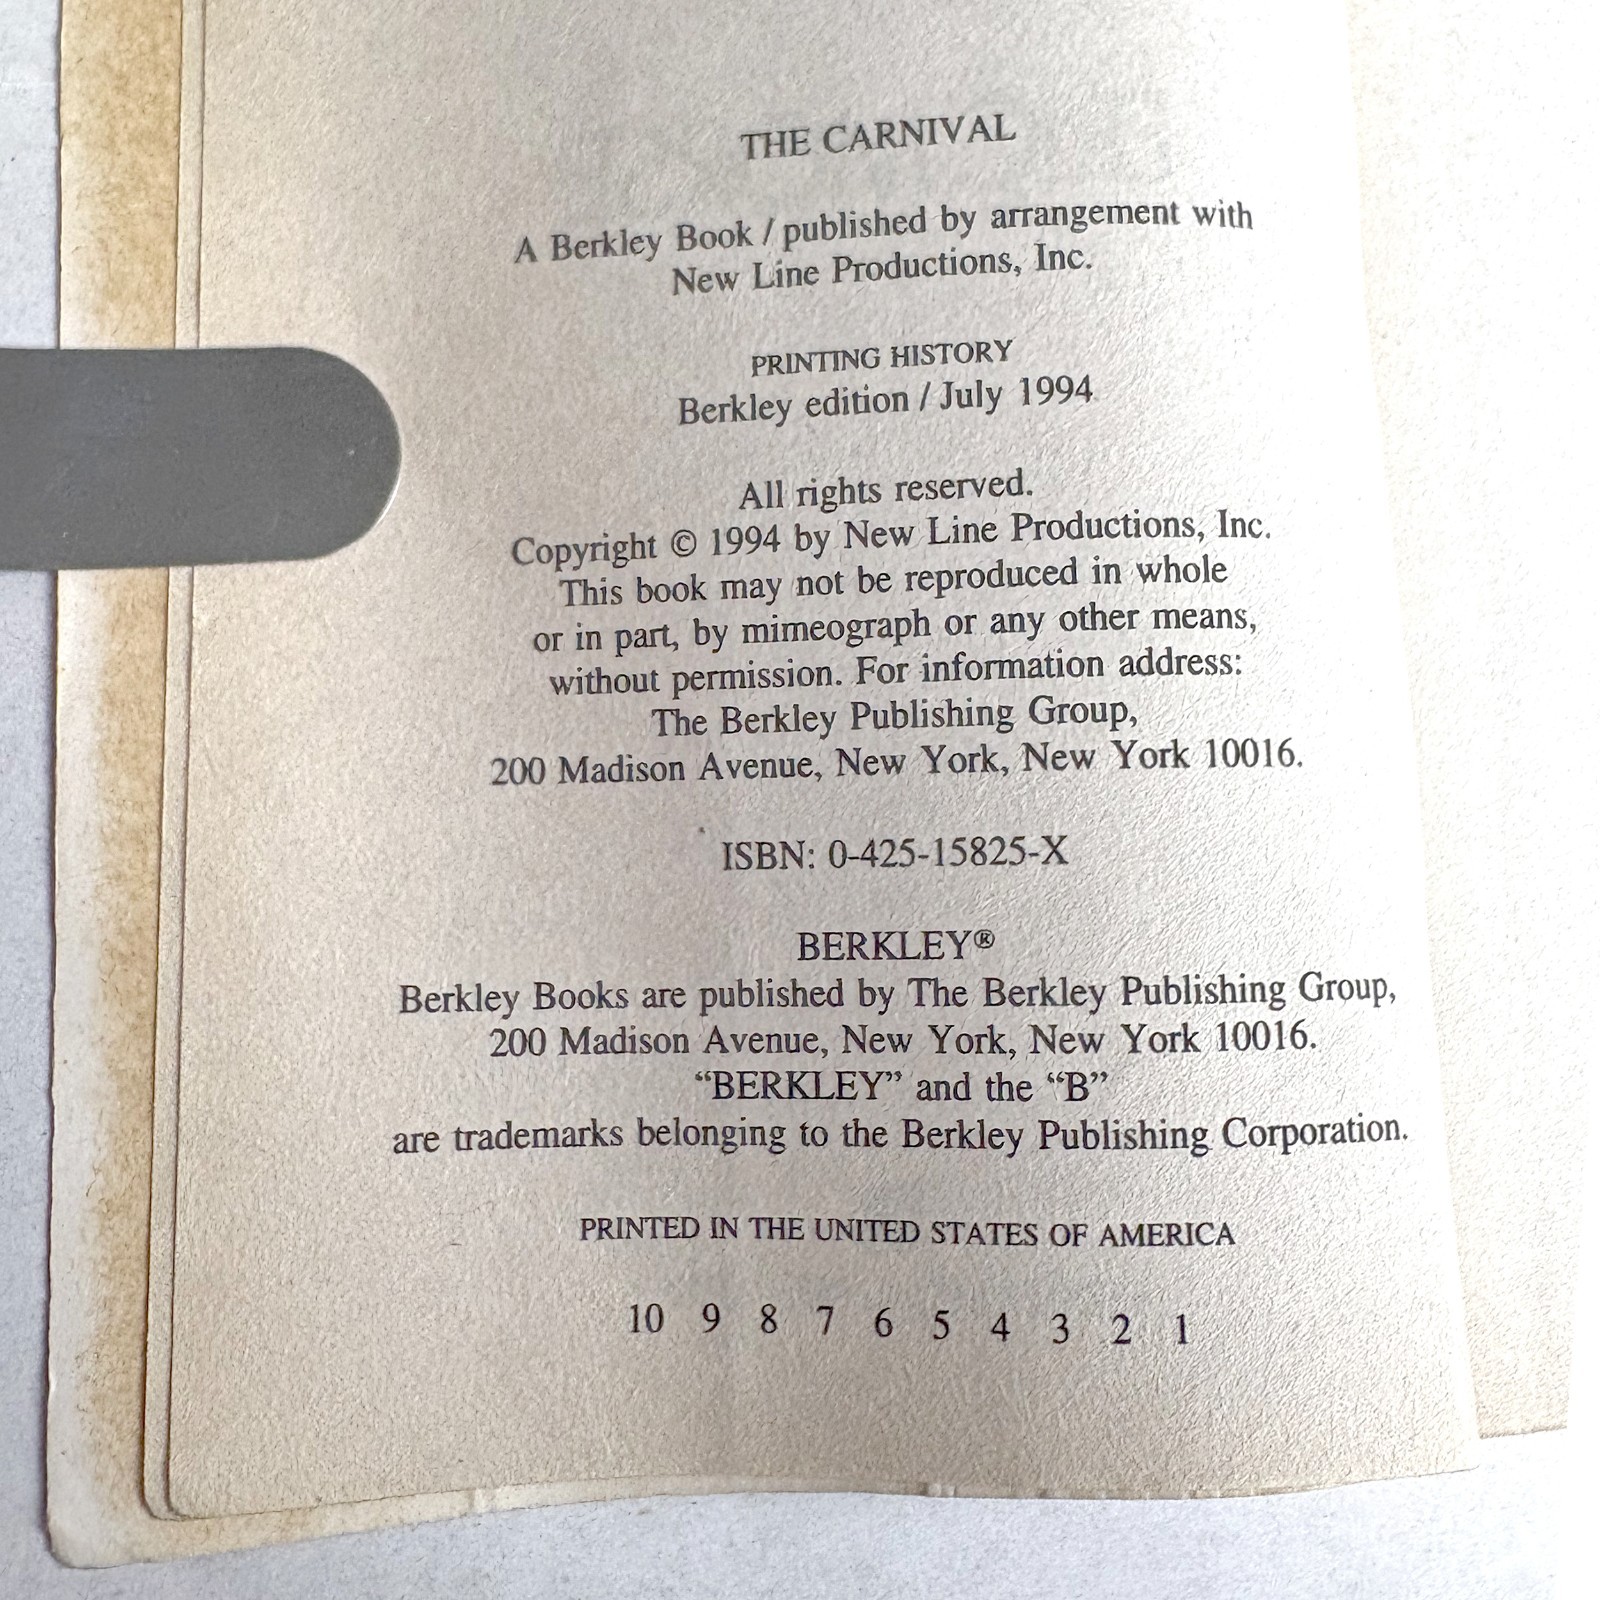 THE CARNIVAL
A Berkley Book / published by arrangement with
New Line Productions, Inc.
PRINTING HISTORY
Berkley edition / July 1994
All rights reserved.
Copyright © 1994 by New Line Productions, Inc.
This book may not be reproduced in whole
or in part, by mimeograph or any other means,
without permission. For information address:
The Berkley Publishing Group,
200 Madison Avenue, New York, New York 10016.
ISBN: 0-425-15825-X
BERKLEY®
Berkley Books are published by The Berkley Publishing Group,
200 Madison Avenue, New York, New York 10016.
“BERKLEY” and the “B”
are trademarks belonging to the Berkley Publishing Corporation.
PRINTED IN THE UNITED STATES OF AMERICA
10 9 8 7 6 5 4 3 2 1